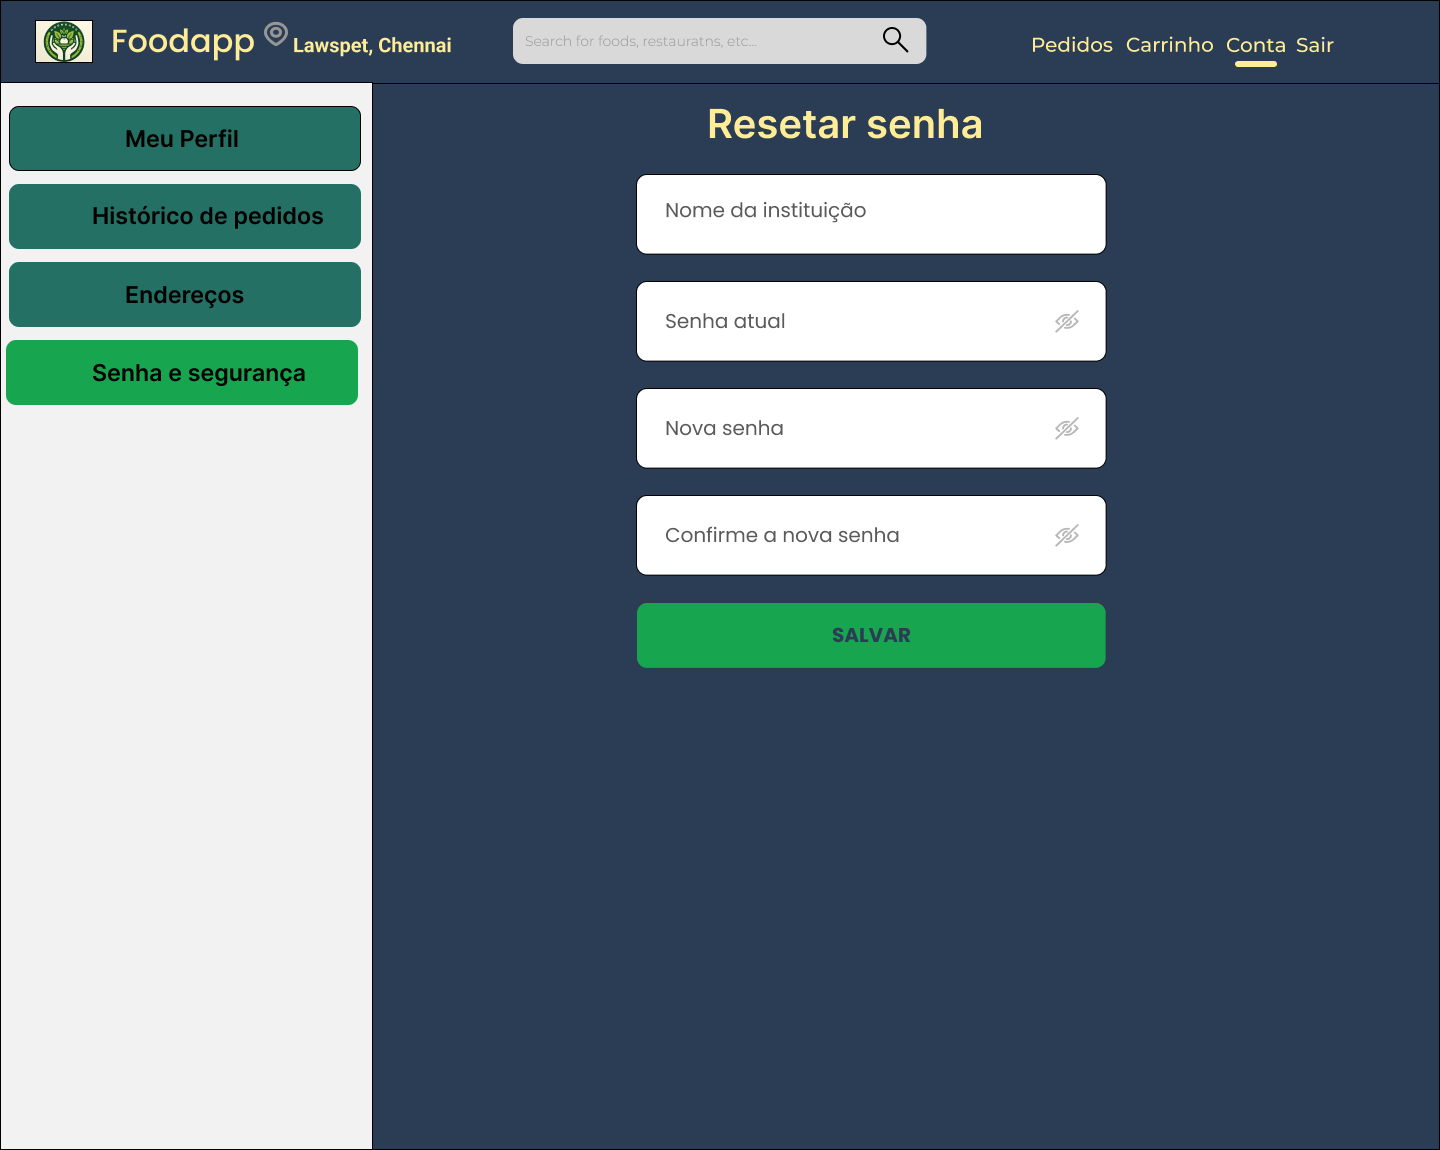 Foodapp
Lawspet, Chennai
Search for foods, restauratns, etc...
Pedidos Carrinho Conta Sair
Meu Perfil
Histórico de pedidos
Endereços
Senha e segurança
Resetar senha
Nome da instituição
Senha atual
Nova senha
Confirme a nova senha
SALVAR